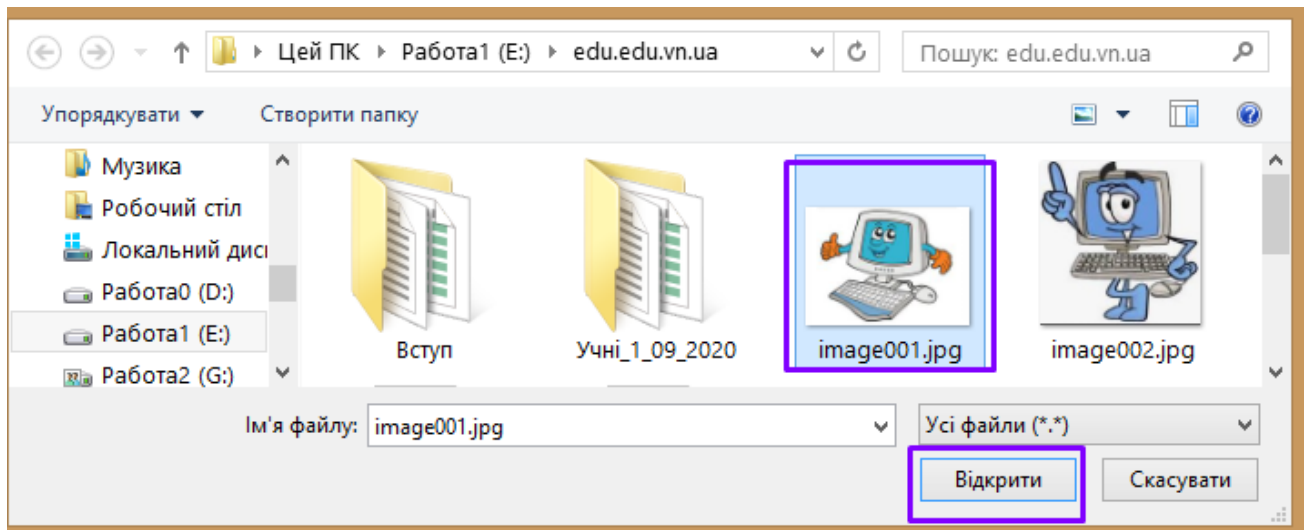 Цей ПК Работа1 (E:) edu.edu.vn.ua
Пошук: edu.edu.vn.ua
Упорядкувати Створити папку
Музика
Робочий стіл
Локальний дисı
Работа0 (D:)
Работа1 (E:)
Работа2 (G:)
Вступ
Учні_1_09_2020
image001.jpg
image002.jpg
Ім'я файлу: image001.jpg
Усі файли (*.*)
Відкрити
Скасувати